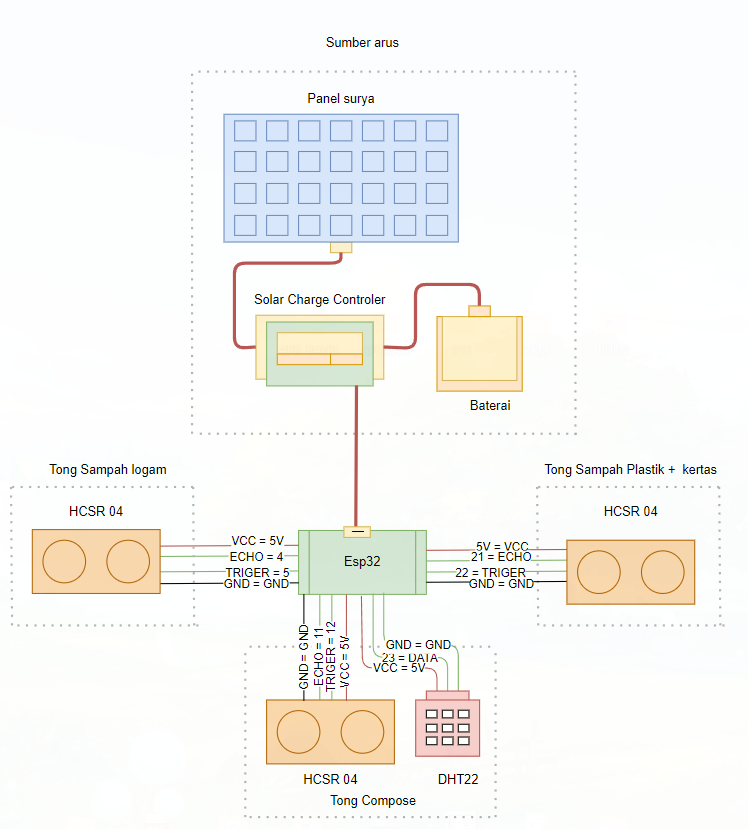 Sumber arus
Panel surya
Solar Charge Controler
Baterai
Tong Sampah logam
Tong Sampah Plastik + kertas
HCSR 04
HCSR 04
VCC = 5V
ECHO = 4
TRIGER = 5
GND = GND
Esp32
5V = VCC
21 = ECHO
22 = TRIGER
GND = GND
GND = GND
ECHO = 11
TRIGER = 12
VCC = 5V
GND = GND
23 = DATA
VCC = 5V
HCSR 04
DHT22
Tong Compose